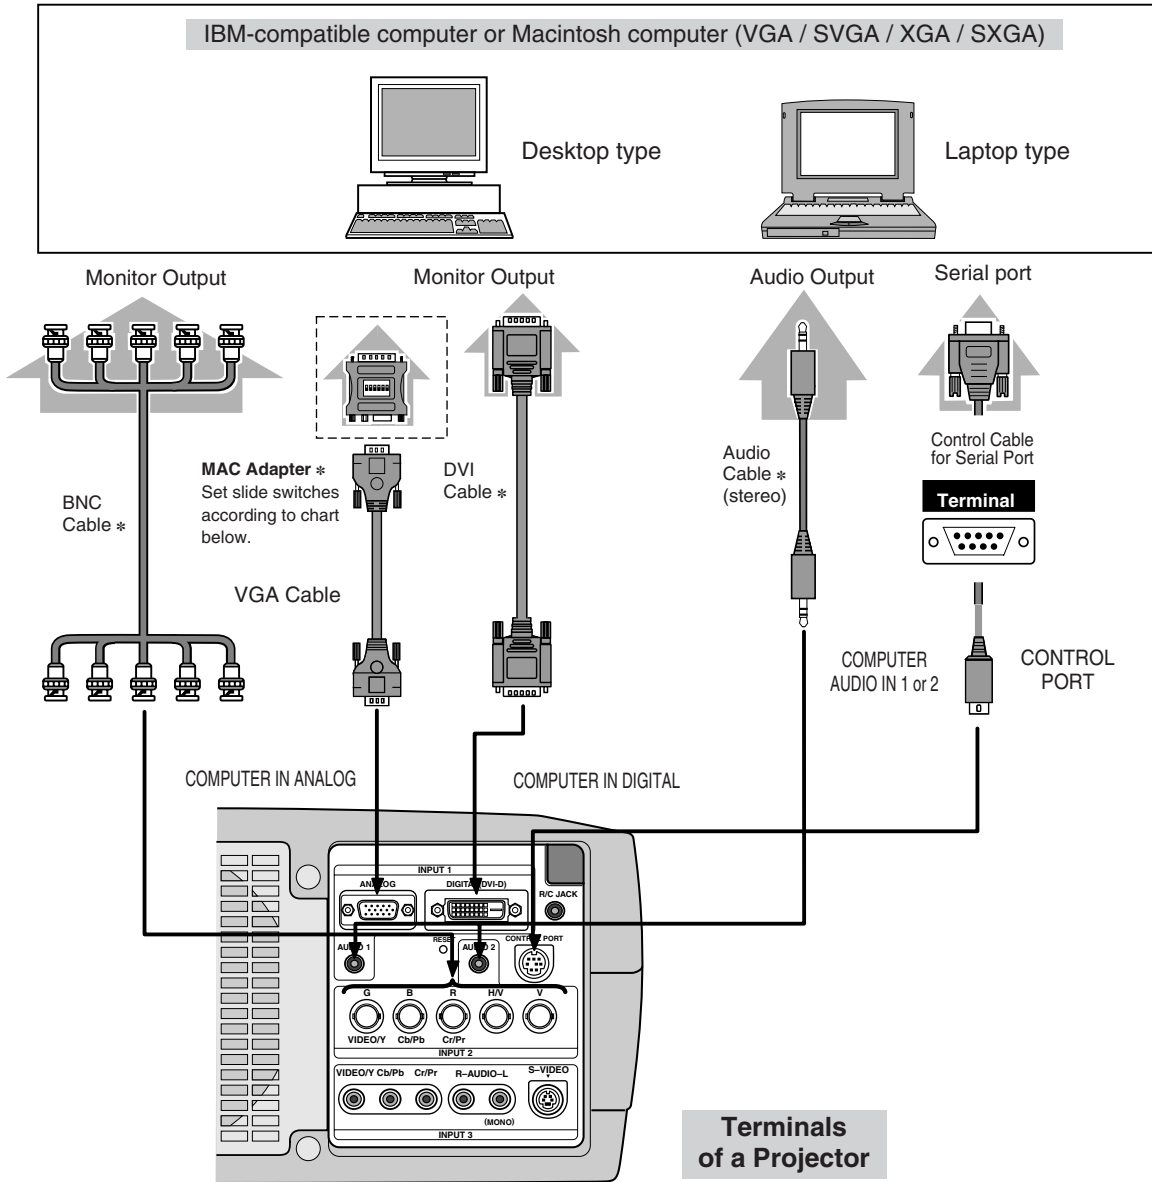 IBM-compatible computer or Macintosh computer (VGA / SVGA / XGA / SXGA)
Desktop type
Laptop type
Monitor Output
Monitor Output
Audio Output
Serial port
BNC
Cable *
MAC Adapter *
Set slide switches
according to chart
below.
VGA Cable
DVI
Cable *
Audio
Cable *
(stereo)
Control Cable
for Serial Port
Terminal
COMPUTER
AUDIO IN 1 or 2
CONTROL
PORT
COMPUTER IN ANALOG
COMPUTER IN DIGITAL
INPUT 1
ANALOG
DIGITAL (DVI-D)
R/C JACK
AUDIO 1
RESET
AUDIO 2
CONTROL PORT
G B R H/V V
VIDEO/Y Cb/Pb Cr/Pr
INPUT 2
VIDEO/Y Cb/Pb Cr/Pr R–AUDIO–L S–VIDEO
(MONO)
INPUT 3
Terminals
of a Projector